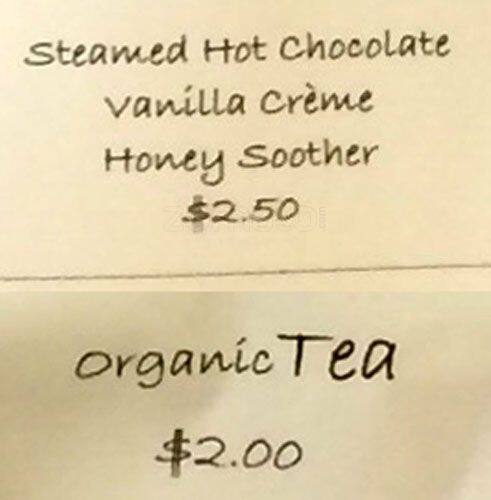 Steamed Hot Chocolate
Vanilla Crème
Honey Soother
$2.50
Organic Tea
$2.00